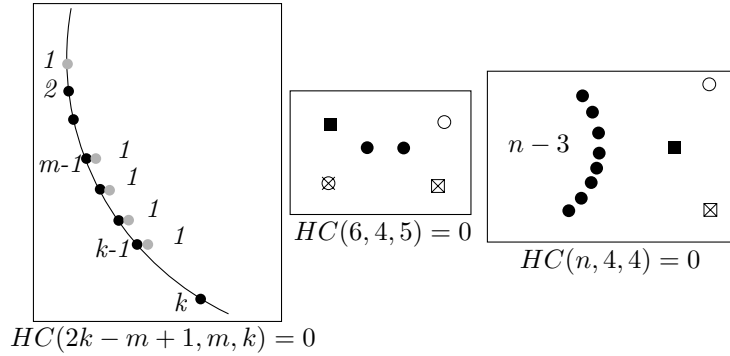 1
2
m-1
1
1
1
k-1
1
k
HC(2k − m + 1, m, k) = 0
HC(6, 4, 5) = 0
n − 3
HC(n, 4, 4) = 0